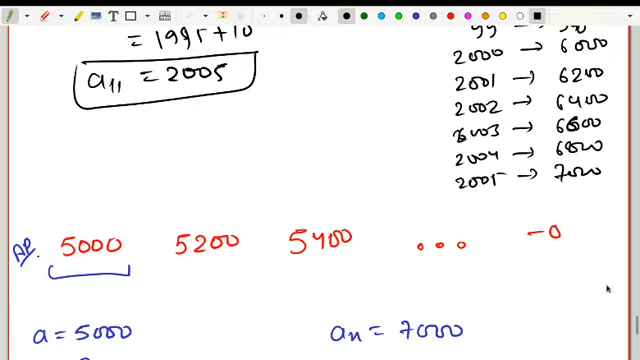 = 1995 + 10
a₁₁ = 2005
99 →
2000 → 6000
2001 → 6200
2002 → 6400
2003 → 6600
2004 → 6800
2005 → 7000
AP. 5000 5200 5400 ...
a = 5000 aₙ = 7000